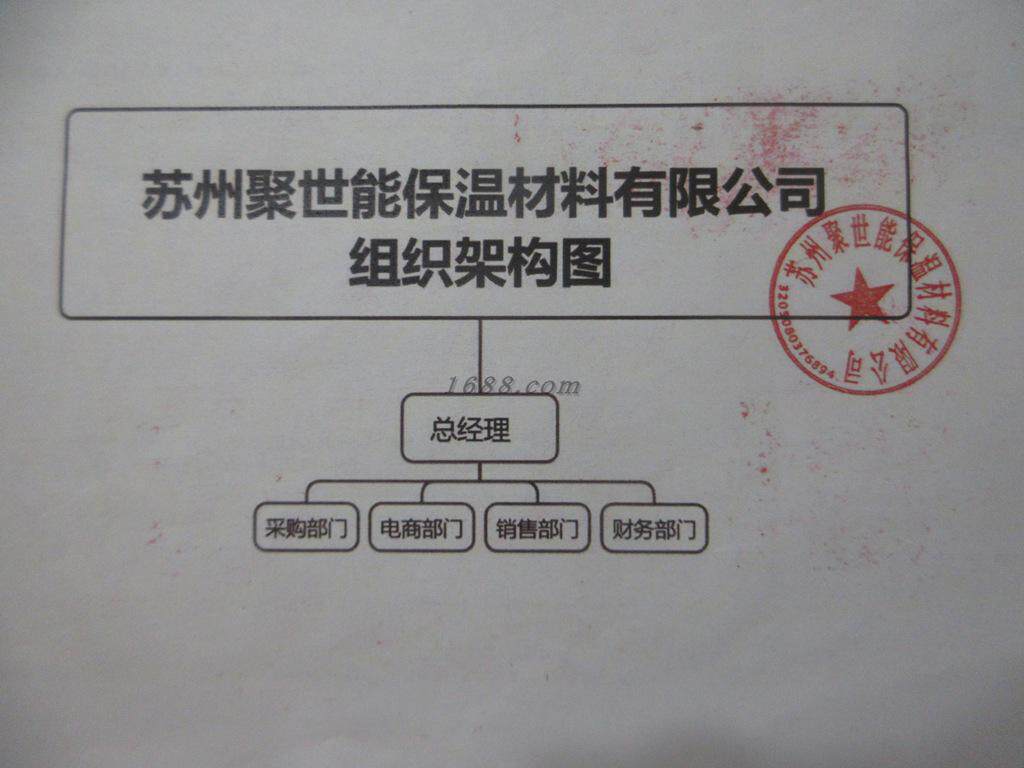 苏州聚世能保温材料有限公司
组织架构图
苏州聚世能保温材料有限公司
3205080376894
1688.com
总经理
采购部门 电商部门 销售部门 财务部门